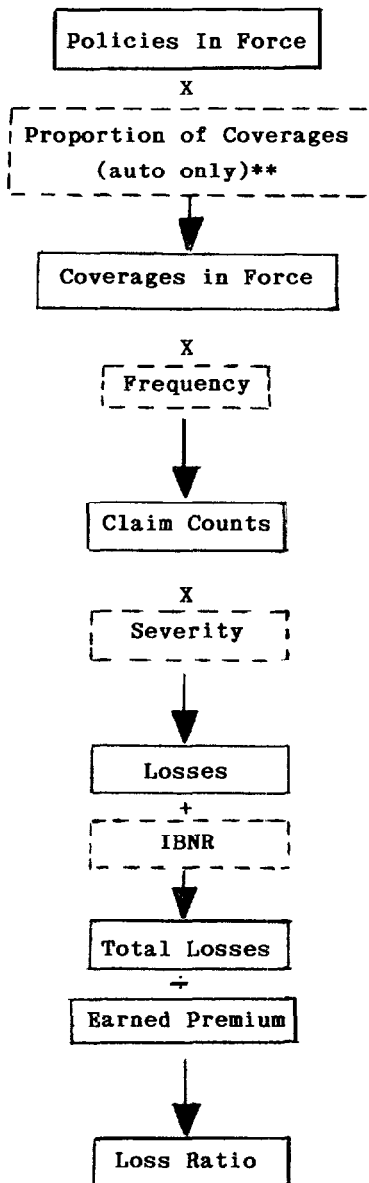 Policies In Force
X
Proportion of Coverages
(auto only)**
Coverages in Force
X
Frequency
Claim Counts
X
Severity
Losses
+
IBNR
Total Losses
÷
Earned Premium
Loss Ratio